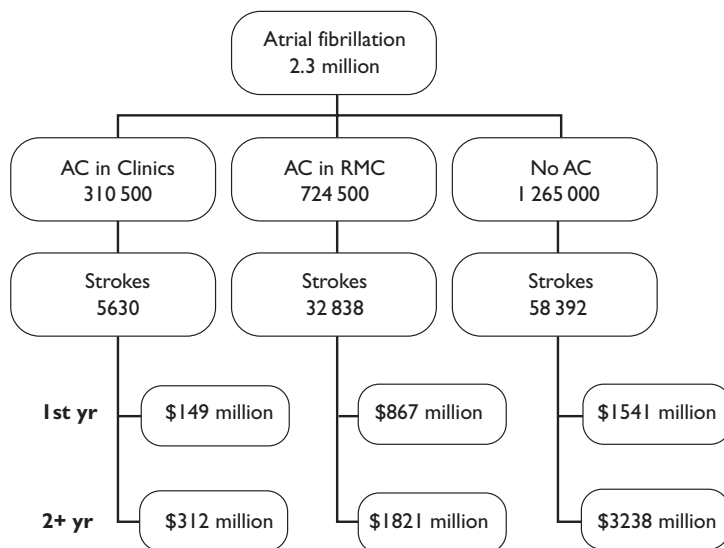 Atrial fibrillation
2.3 million
AC in Clinics
310 500
AC in RMC
724 500
No AC
1 265 000
Strokes
5630
Strokes
32 838
Strokes
58 392
1st yr
$149 million
$867 million
$1541 million
2+ yr
$312 million
$1821 million
$3238 million